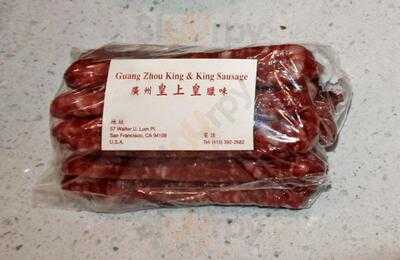 Guang Zhou King & King Sausage
廣州皇上皇臘味
地址
57 Walter U. Lum Pl.
San Francisco, CA 94108
U.S.A.
電話
Tel: (415) 392-2682